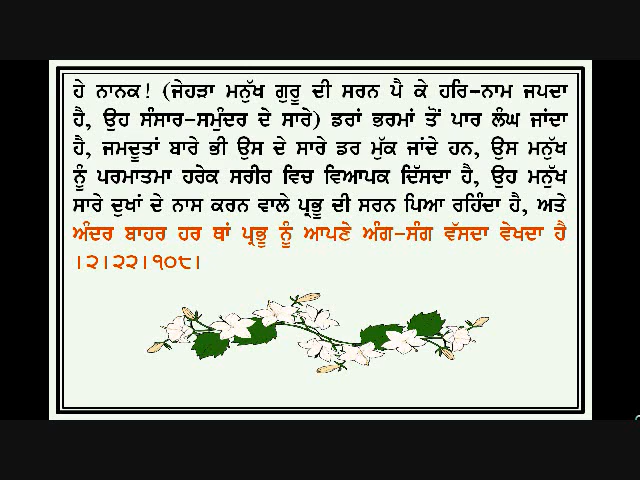 ਹੇ ਨਾਨਕ! (ਜੇਹੜਾ ਮਨੁੱਖ ਗੁਰੂ ਦੀ ਸਰਨ ਪੈ ਕੇ ਹਰਿ-ਨਾਮ ਜਪਦਾ
ਹੈ, ਉਹ ਸੰਸਾਰ-ਸਮੁੰਦਰ ਦੇ ਸਾਰੇ) ਡਰਾਂ ਭਰਮਾਂ ਤੋਂ ਪਾਰ ਲੰਘ ਜਾਂਦਾ
ਹੈ, ਜਮਦੂਤਾਂ ਬਾਰੇ ਭੀ ਉਸ ਦੇ ਸਾਰੇ ਡਰ ਮੁੱਕ ਜਾਂਦੇ ਹਨ, ਉਸ ਮਨੁੱਖ
ਨੂੰ ਪਰਮਾਤਮਾ ਹਰੇਕ ਸਰੀਰ ਵਿਚ ਵਿਆਪਕ ਦਿੱਸਦਾ ਹੈ, ਉਹ ਮਨੁੱਖ
ਸਾਰੇ ਦੁਖਾਂ ਦੇ ਨਾਸ ਕਰਨ ਵਾਲੇ ਪ੍ਰਭੂ ਦੀ ਸਰਨ ਪਿਆ ਰਹਿੰਦਾ ਹੈ, ਅਤੇ
ਅੰਦਰ ਬਾਹਰ ਹਰ ਥਾਂ ਪ੍ਰਭੂ ਨੂੰ ਆਪਣੇ ਅੰਗ-ਸੰਗ ਵੱਸਦਾ ਵੇਖਦਾ ਹੈ
।੨।੨੨।੧੦੮।